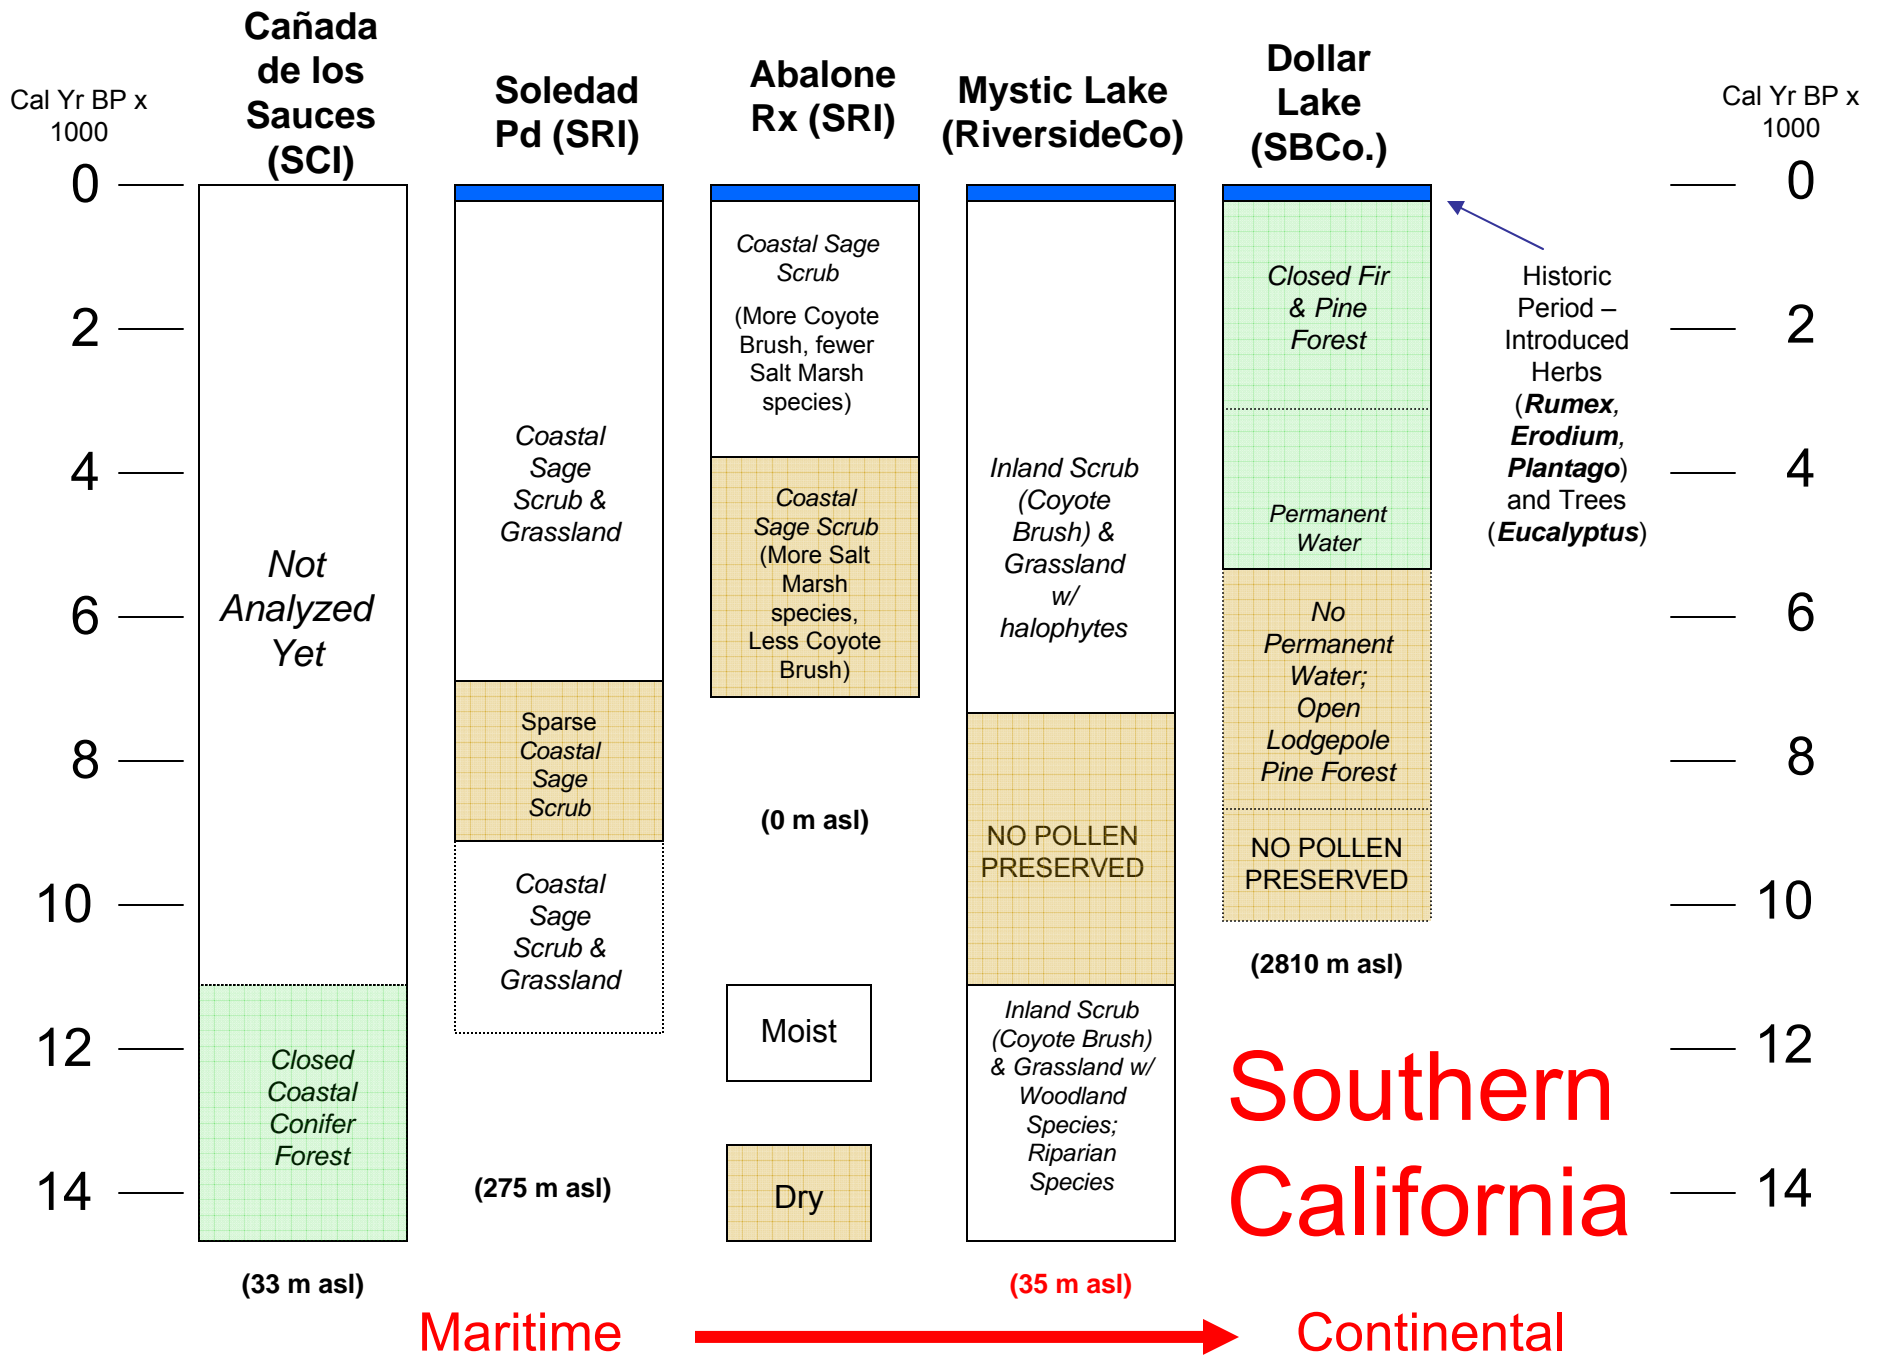 Cañada
de los
Sauces
(SCI)
Soledad
Pd (SRI)
Abalone
Rx (SRI)
Mystic Lake
(RiversideCo)
Dollar
Lake
(SBCo.)
Cal Yr BP x
1000
0
2
4
6
8
10
12
14
Cal Yr BP x
1000
0
2
4
6
8
10
12
14
Not
Analyzed
Yet
Closed
Coastal
Conifer
Forest
(33 m asl)
Coastal
Sage
Scrub &
Grassland
Sparse
Coastal
Sage
Scrub
Coastal
Sage
Scrub &
Grassland
(275 m asl)
Coastal Sage
Scrub
(More Coyote
Brush, fewer
Salt Marsh
species)
Coastal
Sage Scrub
(More Salt
Marsh
species,
Less Coyote
Brush)
(0 m asl)
Moist
Dry
Inland Scrub
(Coyote
Brush) &
Grassland
w/
halophytes
NO POLLEN
PRESERVED
Inland Scrub
(Coyote Brush)
& Grassland w/
Woodland
Species;
Riparian
Species
(35 m asl)
Closed Fir
& Pine
Forest
Permanent
Water
No
Permanent
Water;
Open
Lodgepole
Pine Forest
NO POLLEN
PRESERVED
(2810 m asl)
Historic
Period –
Introduced
Herbs
(Rumex,
Erodium,
Plantago)
and Trees
(Eucalyptus)
Southern
California
Maritime
Continental